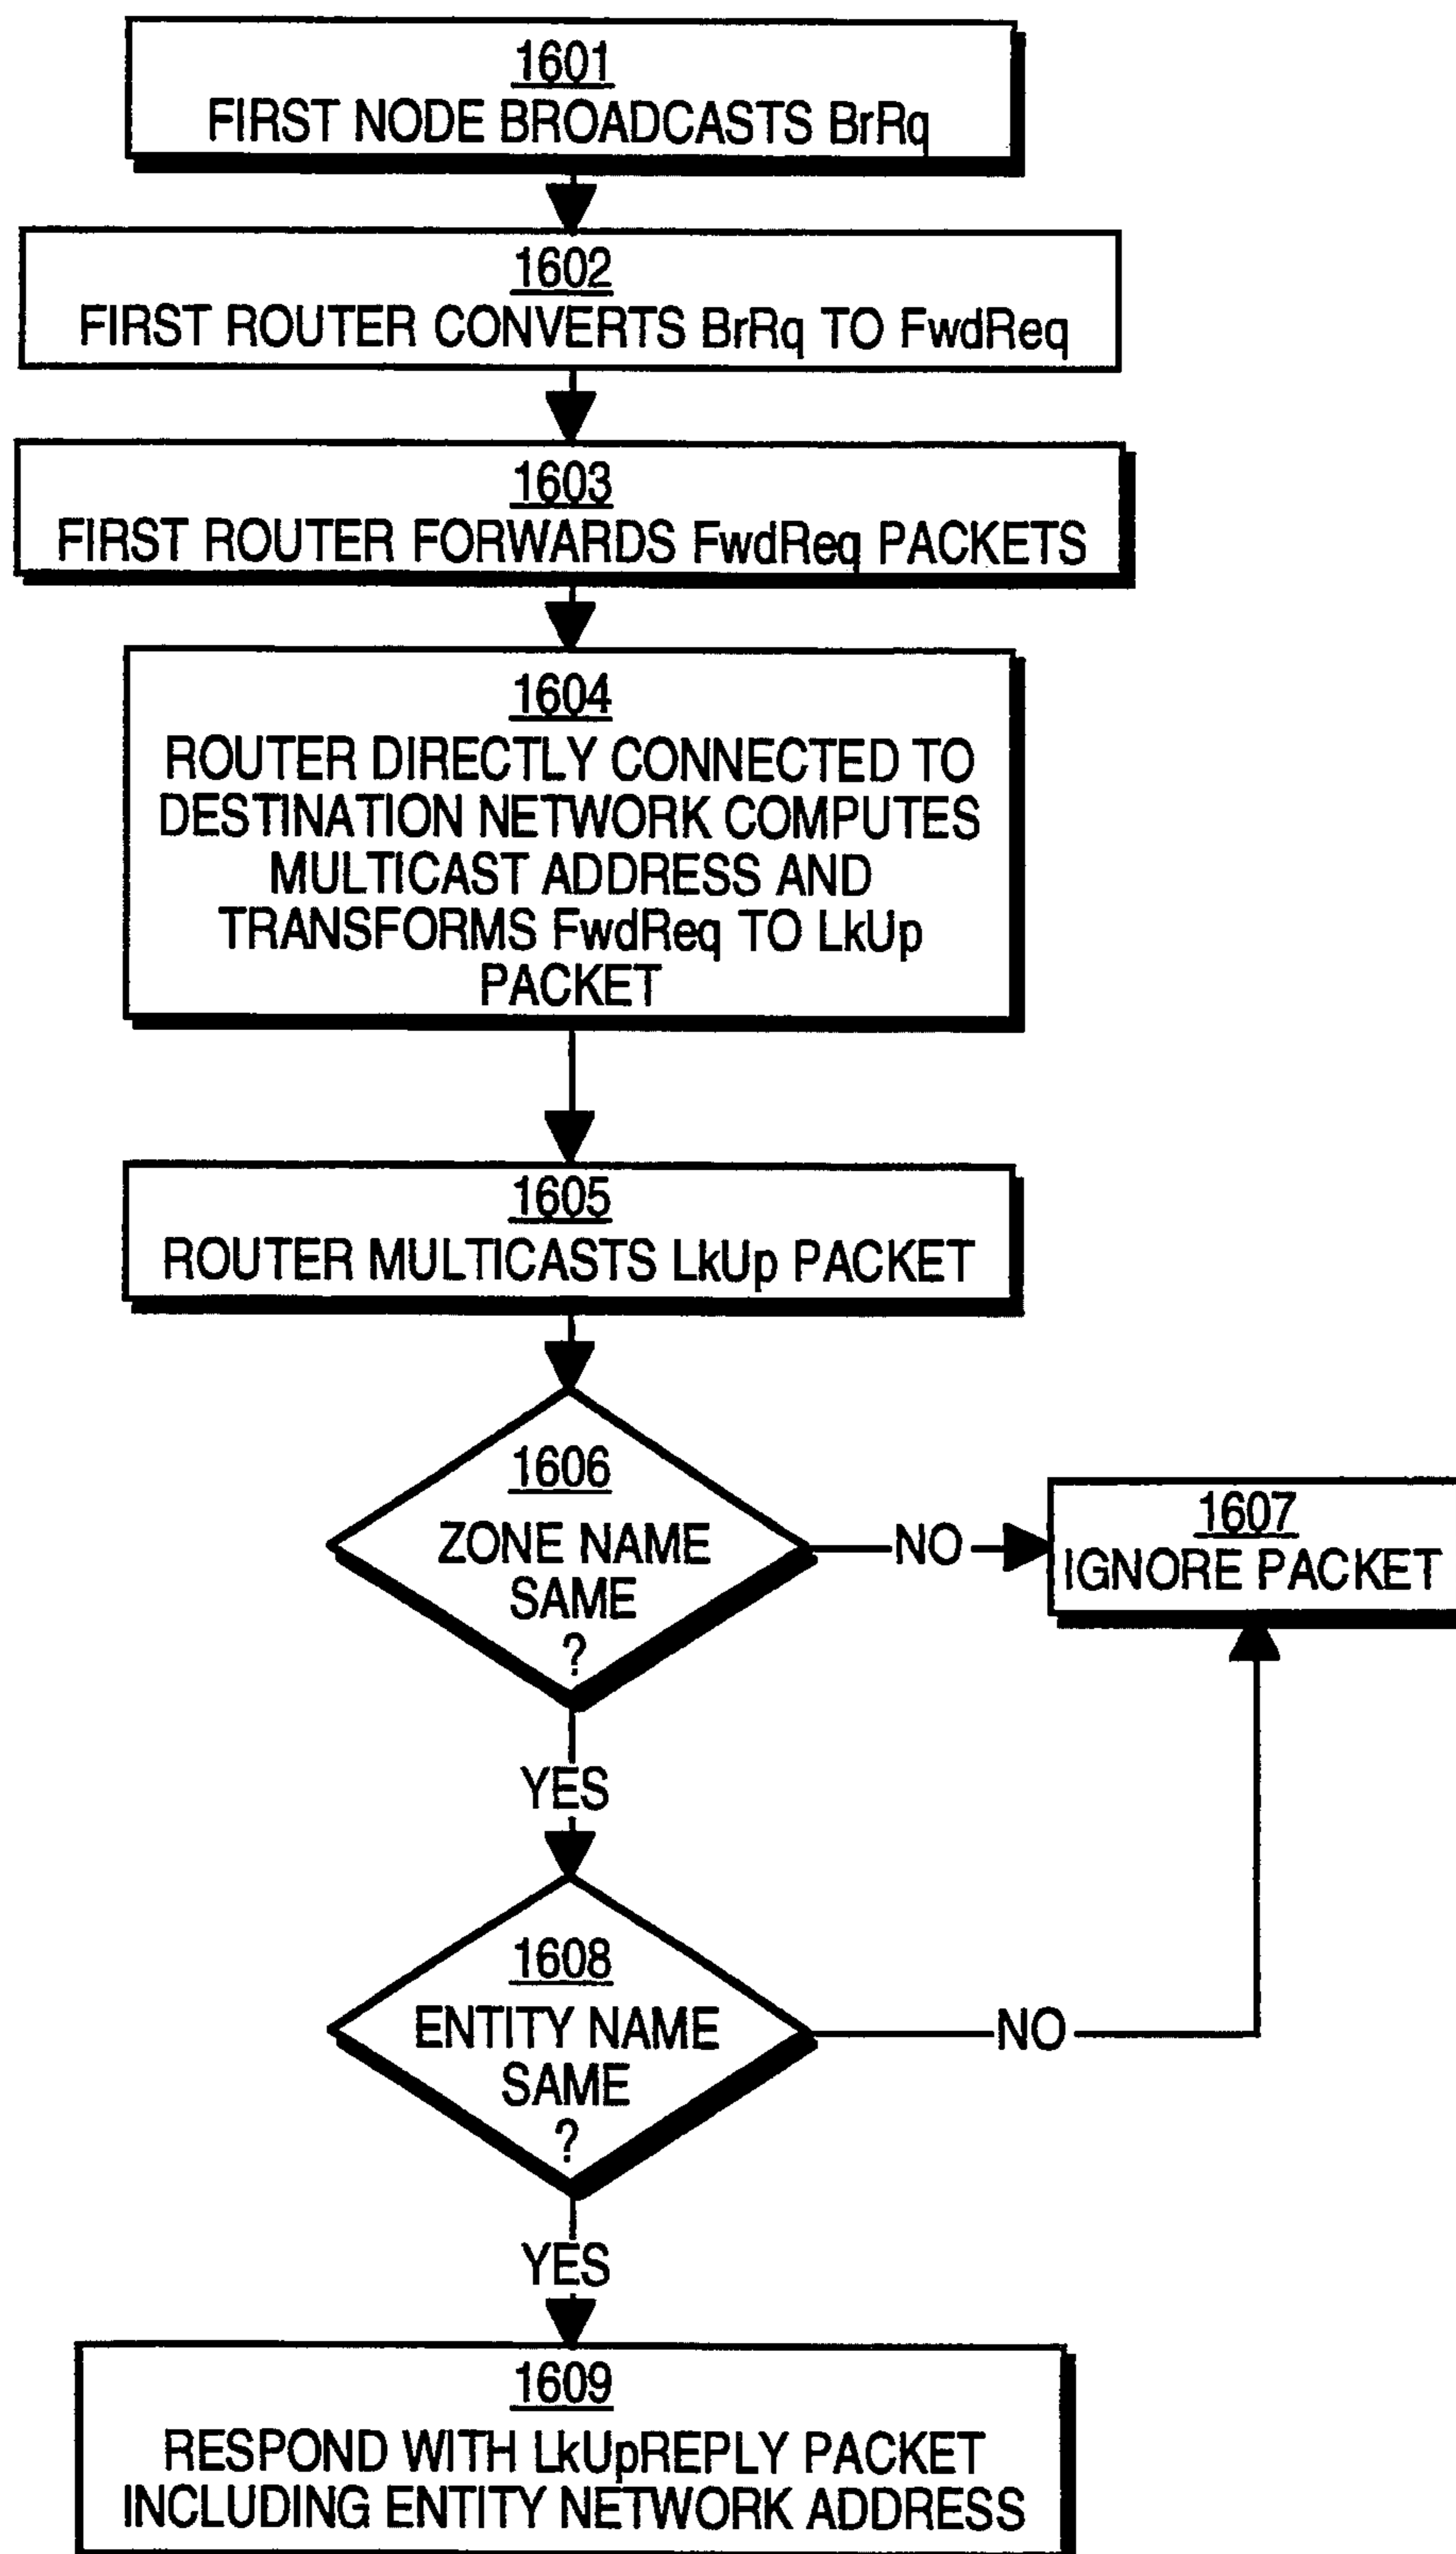 1601
FIRST NODE BROADCASTS BrRq
1602
FIRST ROUTER CONVERTS BrRq TO FwdReq
1603
FIRST ROUTER FORWARDS FwdReq PACKETS
1604
ROUTER DIRECTLY CONNECTED TO
DESTINATION NETWORK COMPUTES
MULTICAST ADDRESS AND
TRANSFORMS FwdReq TO LkUp
PACKET
1605
ROUTER MULTICASTS LkUp PACKET
1606
ZONE NAME
SAME
?
NO
1607
IGNORE PACKET
YES
1608
ENTITY NAME
SAME
?
NO
YES
1609
RESPOND WITH LkUpREPLY PACKET
INCLUDING ENTITY NETWORK ADDRESS